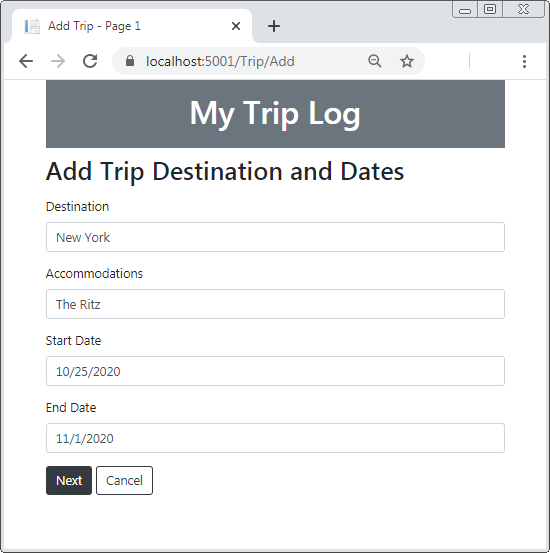 Add Trip - Page 1
localhost:5001/Trip/Add
My Trip Log
Add Trip Destination and Dates
Destination
New York
Accommodations
The Ritz
Start Date
10/25/2020
End Date
11/1/2020
Next Cancel